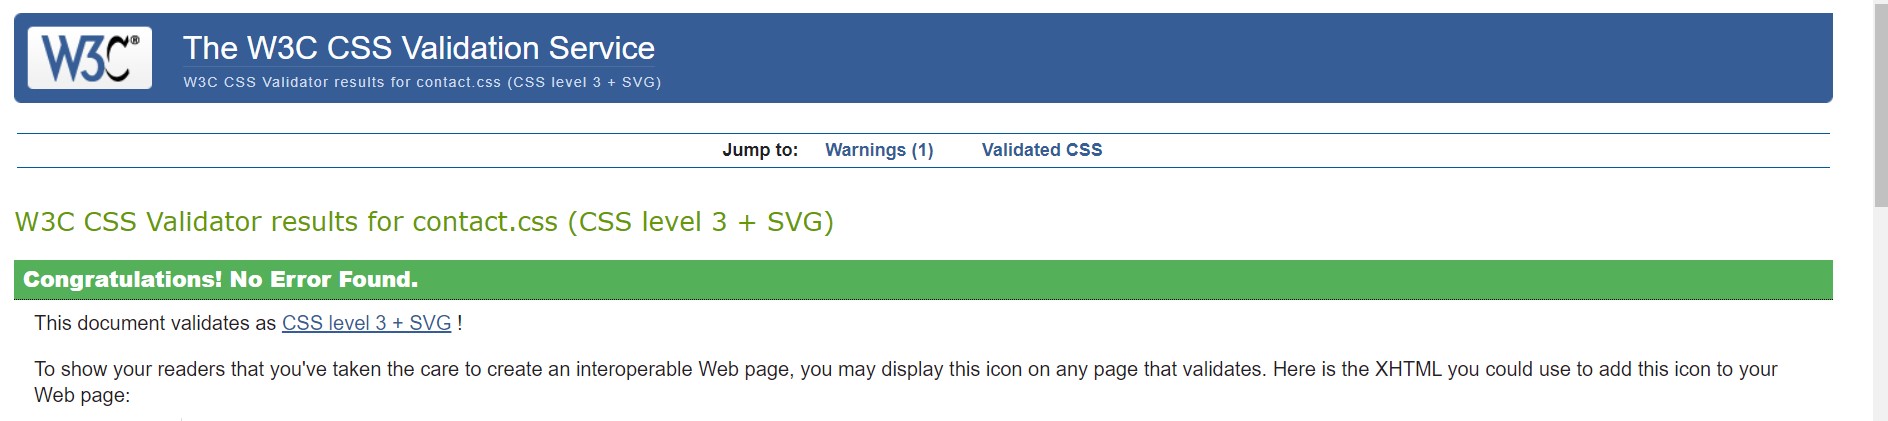 W3C®
The W3C CSS Validation Service
W3C CSS Validator results for contact.css (CSS level 3 + SVG)
Jump to: Warnings (1) Validated CSS
W3C CSS Validator results for contact.css (CSS level 3 + SVG)
Congratulations! No Error Found.
This document validates as CSS level 3 + SVG !
To show your readers that you've taken the care to create an interoperable Web page, you may display this icon on any page that validates. Here is the XHTML you could use to add this icon to your
Web page: